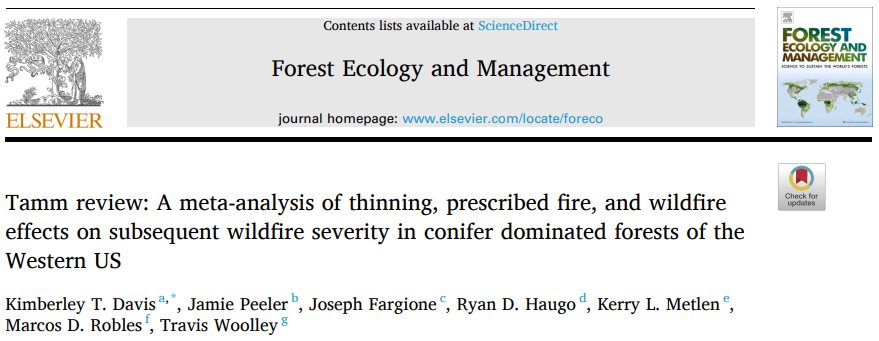 Contents lists available at ScienceDirect
Forest Ecology and Management
journal homepage: www.elsevier.com/locate/foreco
ELSEVIER
FOREST
ECOLOGY AND
MANAGEMENT
SCIENCE TO SUSTAIN THE WORLD'S FORESTS
Check for
updates
Tamm review: A meta-analysis of thinning, prescribed fire, and wildfire
effects on subsequent wildfire severity in conifer dominated forests of the
Western US
Kimberley T. Davis a,*, Jamie Peeler b, Joseph Fargione c, Ryan D. Haugo d, Kerry L. Metlen e,
Marcos D. Robles f, Travis Woolley g